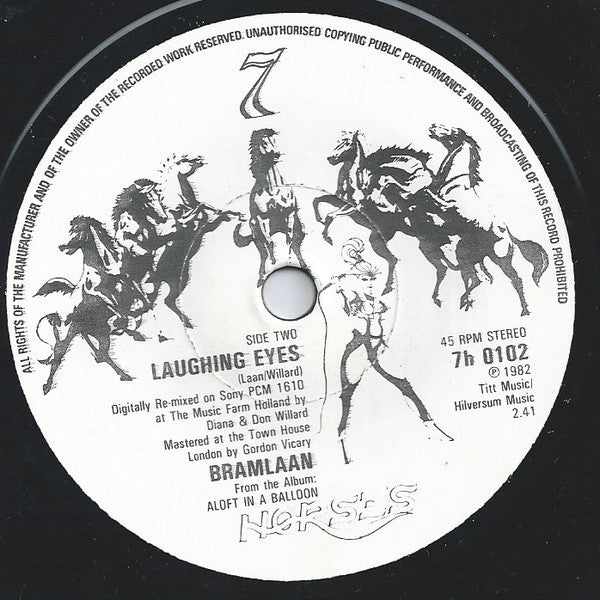 ALL RIGHTS OF THE MANUFACTURER AND OF THE OWNER OF THE RECORDED WORK RESERVED. UNAUTHORISED COPYING PUBLIC PERFORMANCE AND BROADCASTING OF THIS RECORD PROHIBITED
7
SIDE TWO
LAUGHING EYES
(Laan/Willard)
Digitally Re-mixed on Sony PCM 1610
at The Music Farm Holland by
Diana & Don Willard
Mastered at the Town House
London by Gordon Vicary
BRAMLAAN
From the Album:
ALOFT IN A BALLOON
45 RPM STEREO
7h 0102
℗ 1982
Titt Music/
Hilversum Music
2.41
HORSES